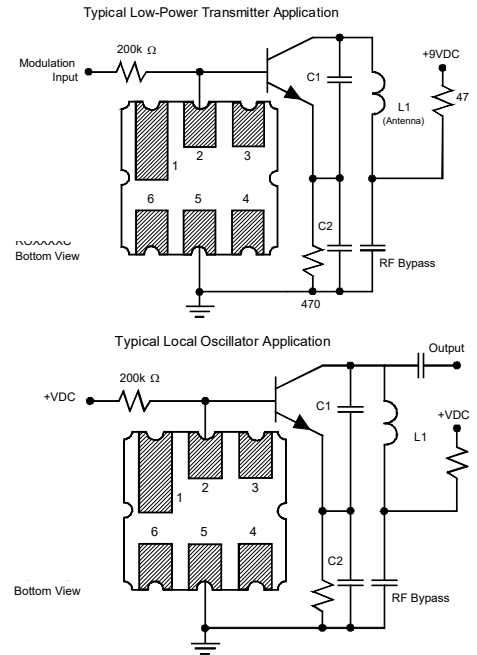 Typical Low-Power Transmitter Application
200k Ω
Modulation
Input
C1
+9VDC
47
L1
(Antenna)
2
3
1
6
5
4
C2
Bottom View
RF Bypass
470
Typical Local Oscillator Application
Output
200k Ω
+VDC
C1
+VDC
L1
2
3
1
6
5
4
C2
Bottom View
RF Bypass